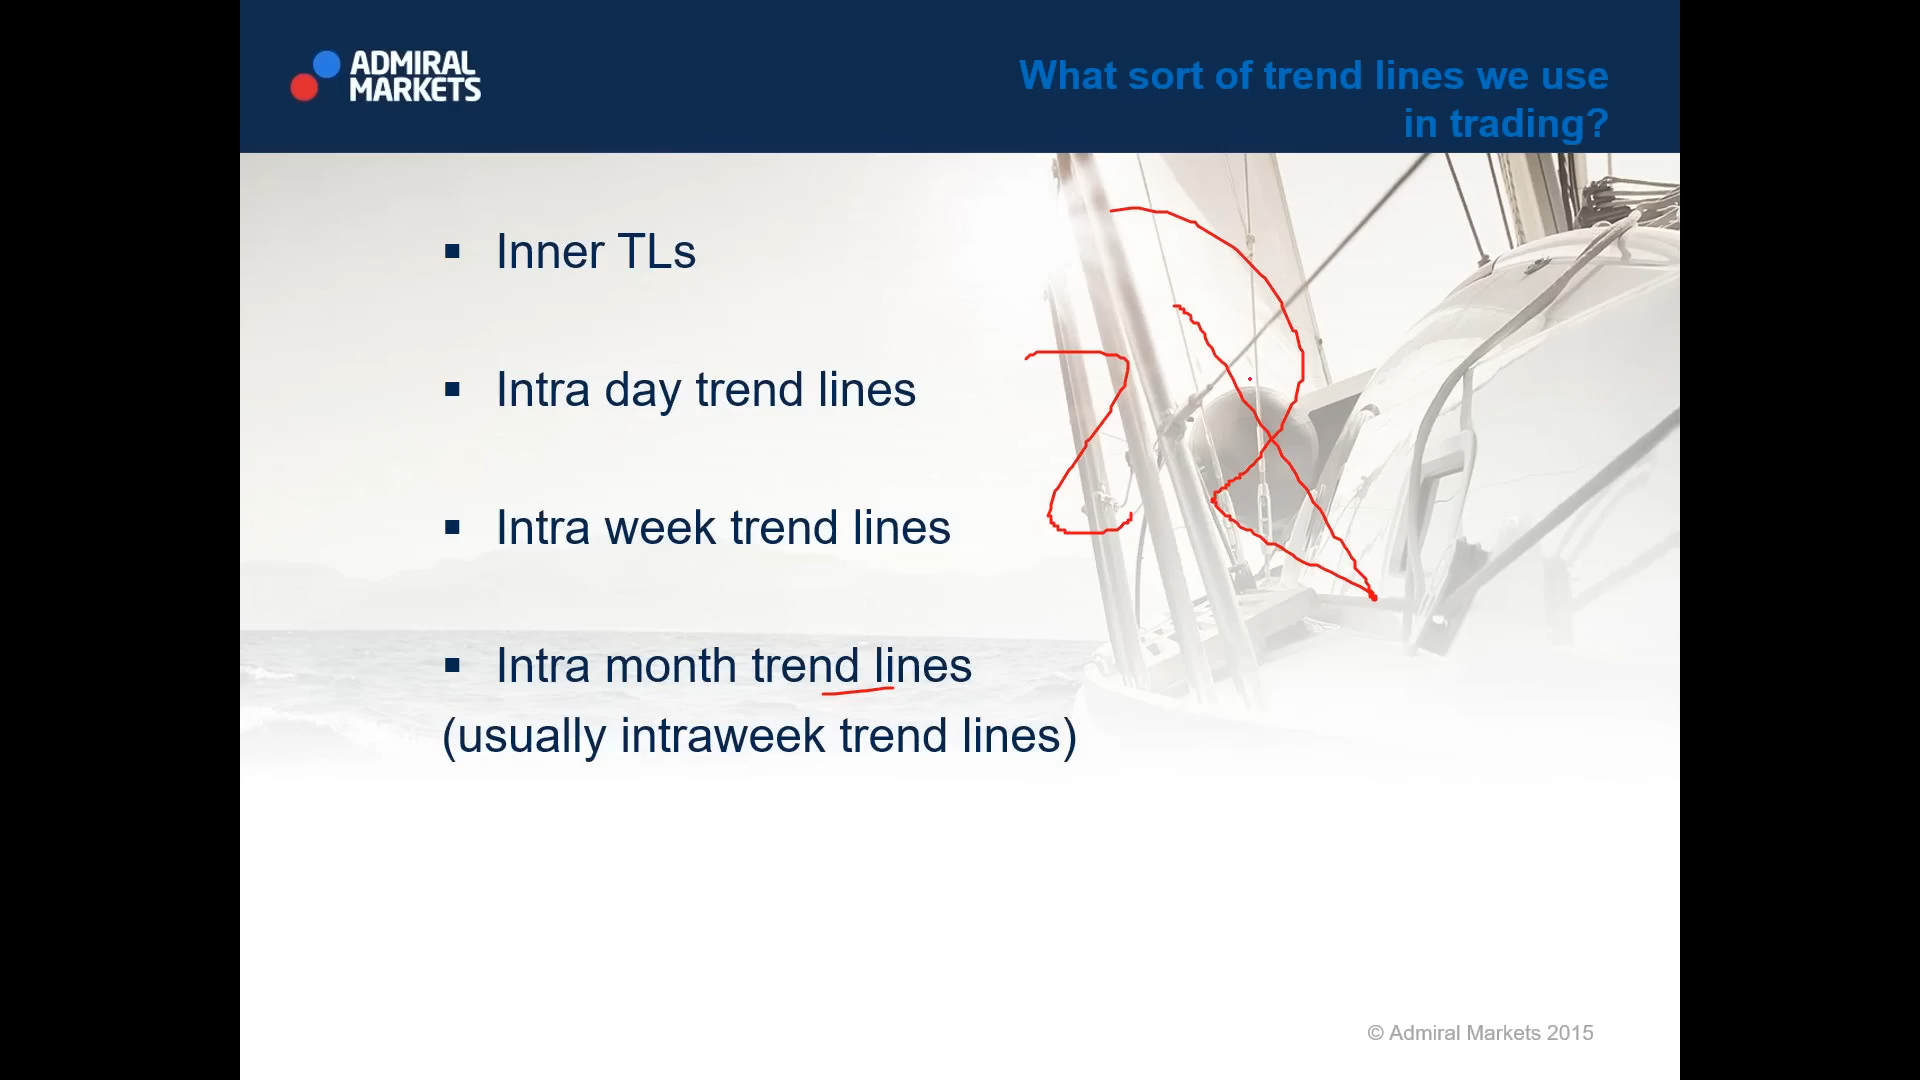 ADMIRAL
MARKETS
What sort of trend lines we use
in trading?
▪ Inner TLs
▪ Intra day trend lines
▪ Intra week trend lines
▪ Intra month trend lines
(usually intraweek trend lines)
© Admiral Markets 2015